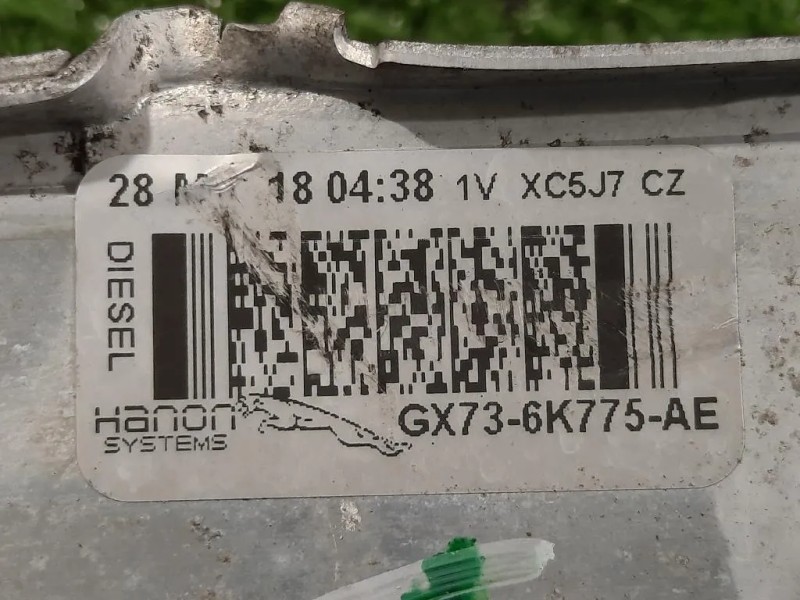 28 18 04:38 1V XC5J7 CZ
DIESEL
Hanon
SYSTEMS
GX73-6K775-AE